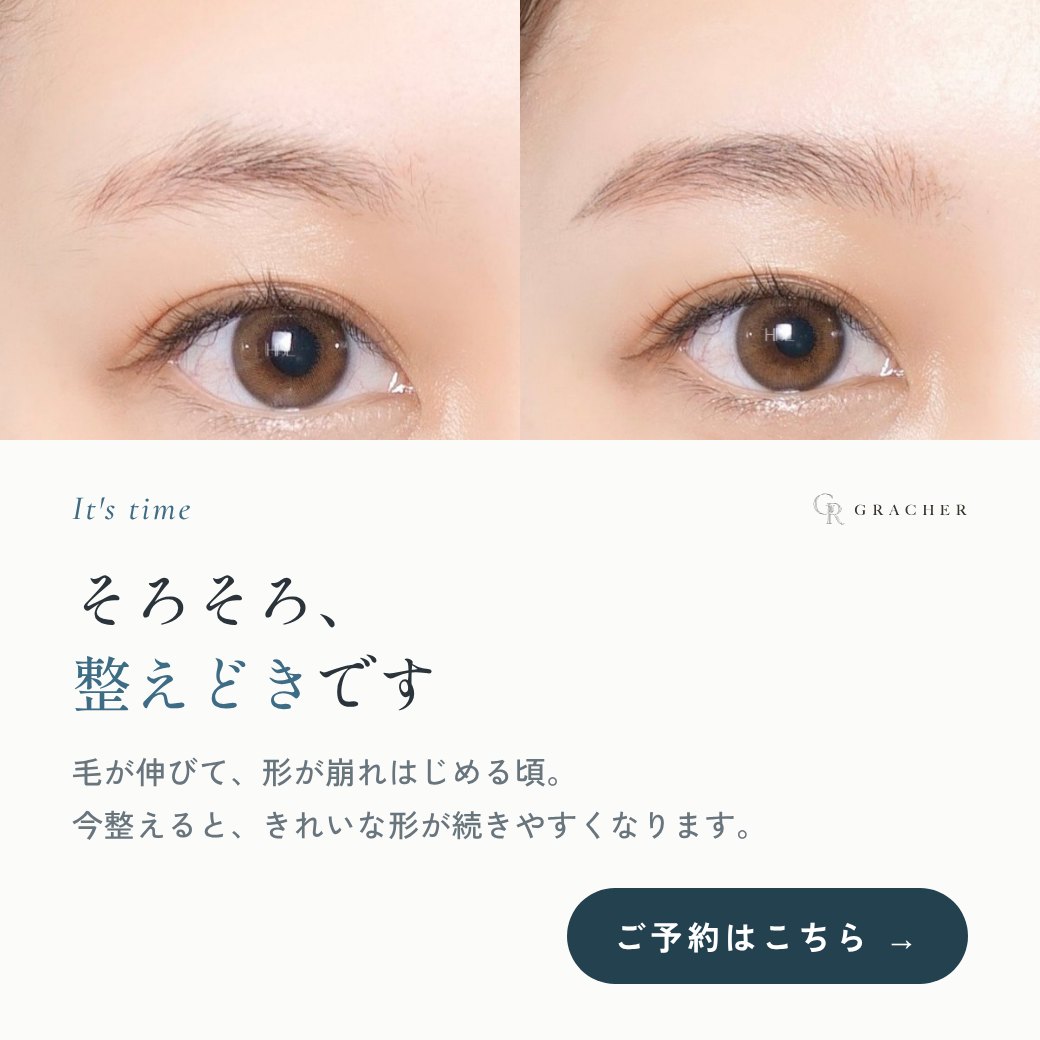 It's time
GR GRACHER
そろそろ、
整えどきです
毛が伸びて、形が崩れはじめる頃。
今整えると、きれいな形が続きやすくなります。
ご予約はこちら →